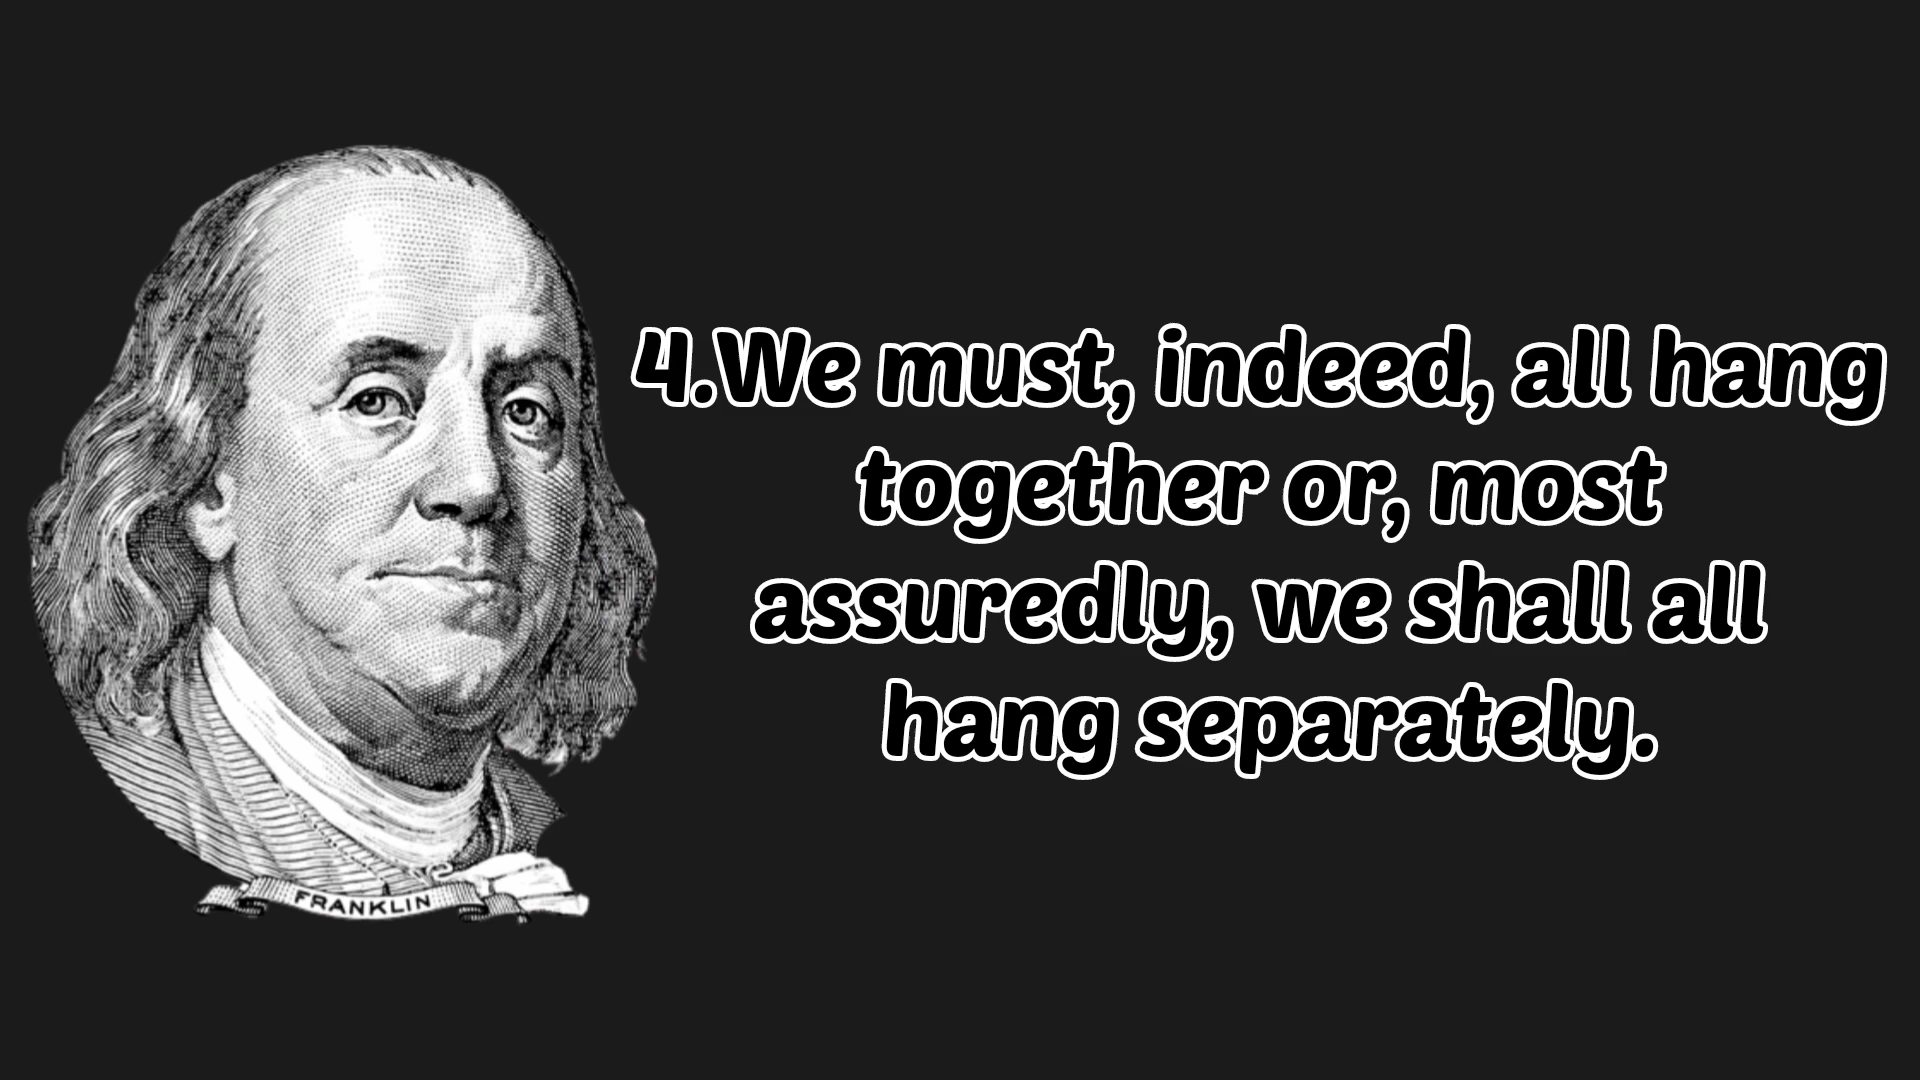 4.We must, indeed, all hang
together or, most
assuredly, we shall all
hang separately.
FRANKLIN